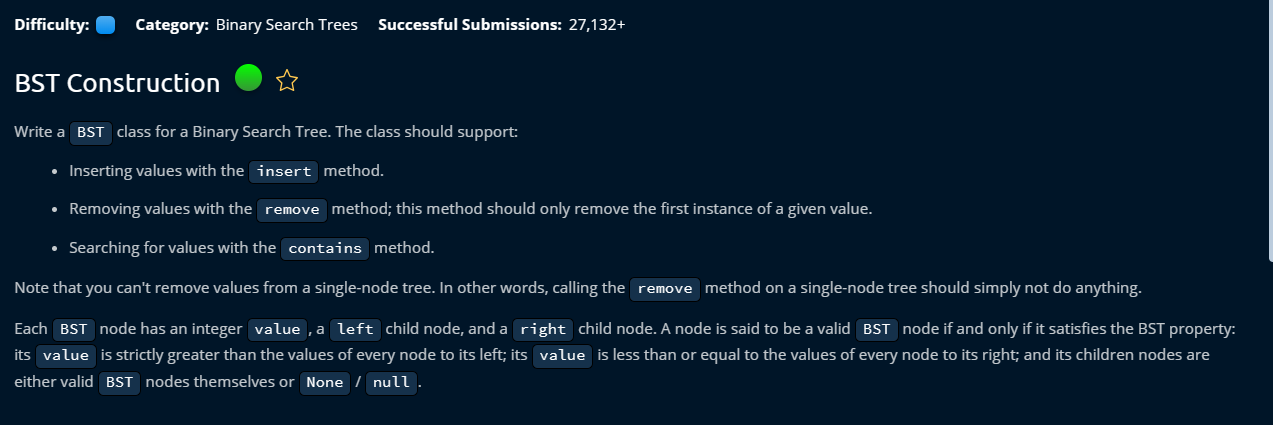 Difficulty: Category: Binary Search Trees Successful Submissions: 27,132+
BST Construction
Write a BST class for a Binary Search Tree. The class should support:
• Inserting values with the insert method.
• Removing values with the remove method; this method should only remove the first instance of a given value.
• Searching for values with the contains method.
Note that you can't remove values from a single-node tree. In other words, calling the remove method on a single-node tree should simply not do anything.
Each BST node has an integer value, a left child node, and a right child node. A node is said to be a valid BST node if and only if it satisfies the BST property:
its value is strictly greater than the values of every node to its left; its value is less than or equal to the values of every node to its right; and its children nodes are
either valid BST nodes themselves or None / null.